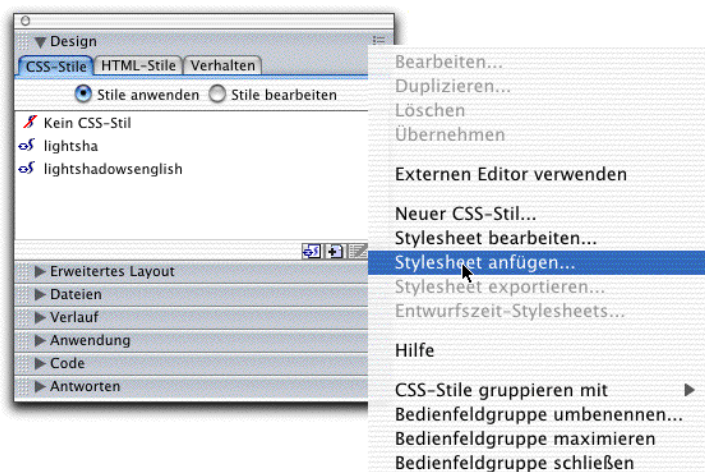 Design
CSS-Stile HTML-Stile Verhalten
Stile anwenden Stile bearbeiten
Kein CSS-Stil
lightsha
lightshadowsenglish
Erweitertes Layout
Dateien
Verlauf
Anwendung
Code
Antworten
Bearbeiten...
Duplizieren...
Löschen
Übernehmen
Externen Editor verwenden
Neuer CSS-Stil...
Stylesheet bearbeiten...
Stylesheet anfügen...
Stylesheet exportieren...
Entwurfszeit-Stylesheets...
Hilfe
CSS-Stile gruppieren mit
Bedienfeldgruppe umbenennen...
Bedienfeldgruppe maximieren
Bedienfeldgruppe schließen